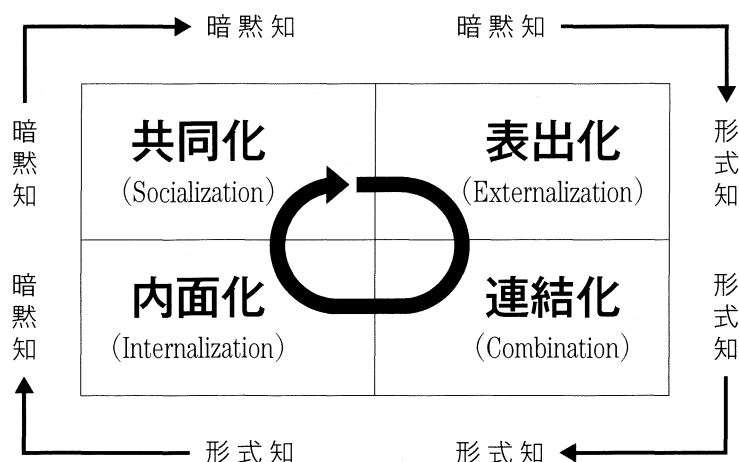 暗黙知
暗黙知
暗黙知
共同化
(Socialization)
表出化
(Externalization)
形式知
暗黙知
内面化
(Internalization)
連結化
(Combination)
形式知
形式知
形式知